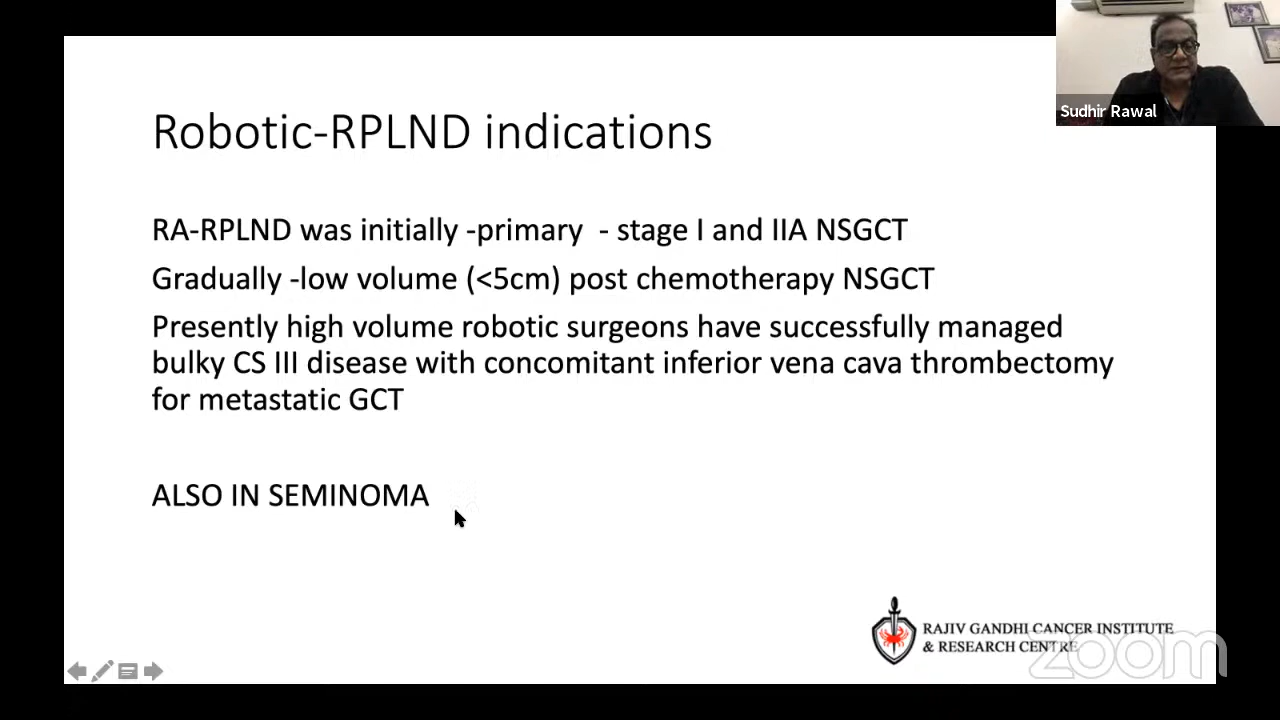 Sudhir Rawal
Robotic-RPLND indications
RA-RPLND was initially -primary  - stage I and IIA NSGCT
Gradually -low volume (<5cm) post chemotherapy NSGCT
Presently high volume robotic surgeons have successfully managed
bulky CS III disease with concomitant inferior vena cava thrombectomy
for metastatic GCT
ALSO IN SEMINOMA
RAJIV GANDHI CANCER INSTITUTE
& RESEARCH CENTRE
zoom